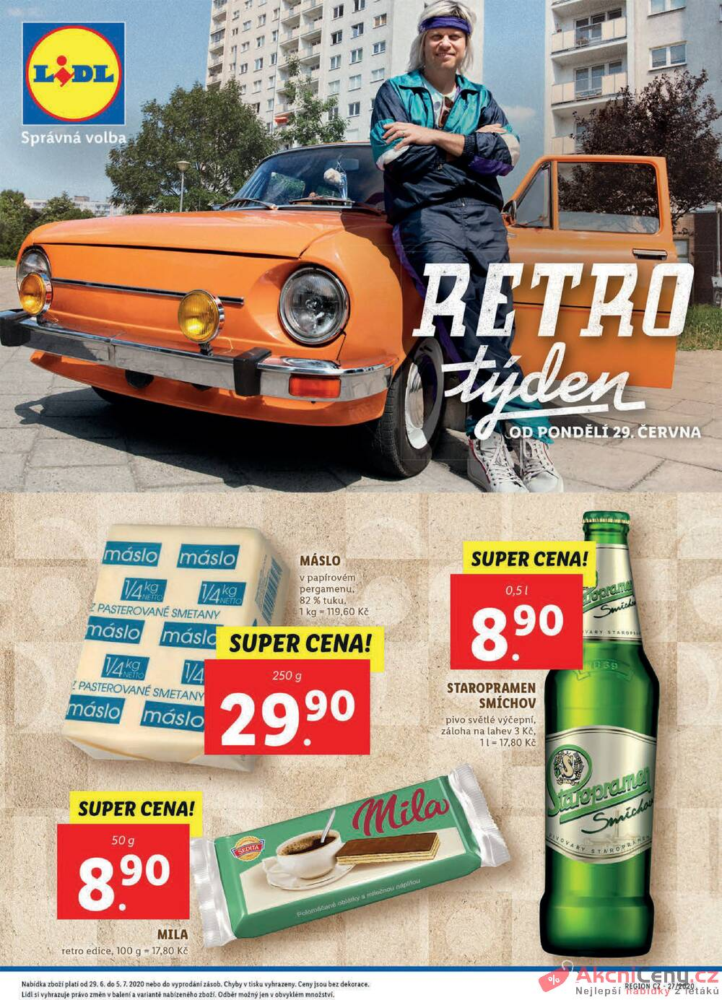 LIDL
Správná volba
RETRO
týden
OD PONDĚLÍ 29. ČERVNA
máslo máslo
1/4 kg NETTO 1/4 kg NETTO
Z PASTEROVANÉ SMETANY
máslo máslo
1/4 kg NETTO 1/4
Z PASTEROVANÉ SMETANY
máslo máslo
MÁSLO
v papírovém
pergamenu,
82 % tuku,
1 kg = 119,60 Kč
SUPER CENA!
250 g
29.90
SUPER CENA!
0,5 l
8.90
STAROPRAMEN
SMÍCHOV
pivo světlé výčepní,
záloha na lahev 3 Kč,
1 l = 17,80 Kč
Staropramen
Smíchov
1869
Staropramen
Smíchov
PIVOVARY STAROPRAMEN
SUPER CENA!
50 g
8.90
MILA
retro edice, 100 g = 17,80 Kč
SEDITA
Mila
Polomáčané oplatky s mléčnou náplňou
Nabídka zboží platí od 29. 6. do 5. 7. 2020 nebo do vyprodání zásob. Chyby v tisku vyhrazeny. Ceny jsou bez dekorace.
Lidl si vyhrazuje právo změn v balení a variantě nabízeného zboží. Odběr možný jen v obvyklém množství.
REGION CZ - 27/2020
AkcniCeny.cz
Nejlepší nabídky z letáků